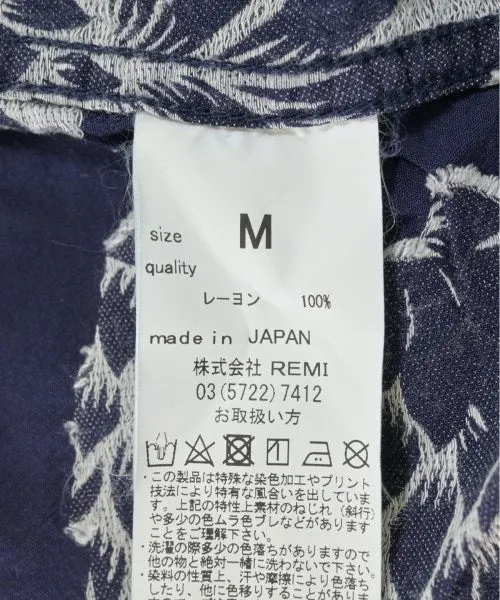 size M
quality
レーヨン 100%
made in JAPAN
株式会社 REMI
03(5722)7412
お取扱い方
・この製品は特殊な染色加工やプリント
技法により特有な風合いを出していま
す。上記の特性上素材のねじれ(斜行)
や多少の色ムラ色ブレなどがあります
ことをご理解下さい。
・洗濯の際多少の色落ちがありますので
他の物と絶対一緒に洗わないで下さい。
・染料の性質上、汗や摩擦により色落ち
したり、他に色移りすることがありま